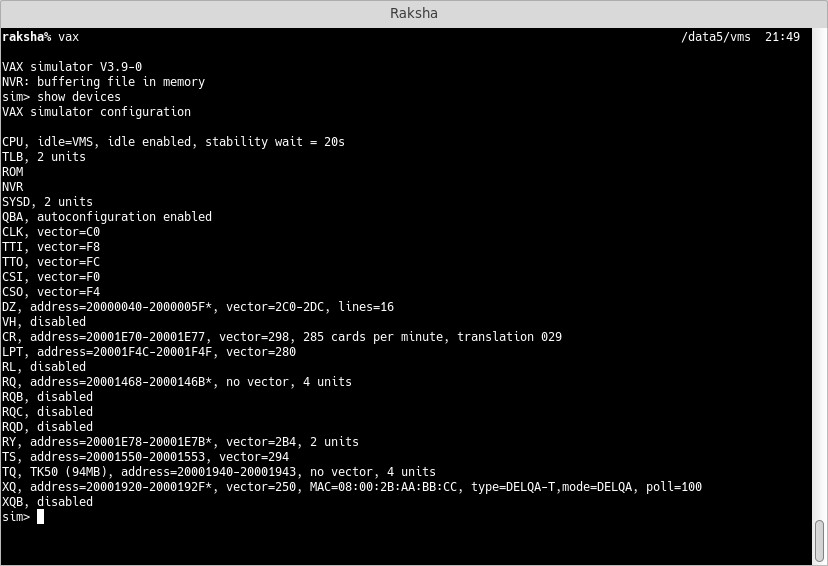 Raksha
raksha% vax /data5/vms 21:49
VAX simulator V3.9-0
NVR: buffering file in memory
sim> show devices
VAX simulator configuration
CPU, idle=VMS, idle enabled, stability wait = 20s
TLB, 2 units
ROM
NVR
SYSD, 2 units
QBA, autoconfiguration enabled
CLK, vector=C0
TTI, vector=F8
TTO, vector=FC
CSI, vector=F0
CSO, vector=F4
DZ, address=20000040-2000005F*, vector=2C0-2DC, lines=16
VH, disabled
CR, address=20001E70-20001E77, vector=298, 285 cards per minute, translation 029
LPT, address=20001F4C-20001F4F, vector=280
RL, disabled
RQ, address=20001468-2000146B*, no vector, 4 units
RQB, disabled
RQC, disabled
RQD, disabled
RY, address=20001E78-20001E7B*, vector=2B4, 2 units
TS, address=20001550-20001553, vector=294
TQ, TK50 (94MB), address=20001940-20001943, no vector, 4 units
XQ, address=20001920-2000192F*, vector=250, MAC=08:00:2B:AA:BB:CC, type=DELQA-T,mode=DELQA, poll=100
XQB, disabled
sim>